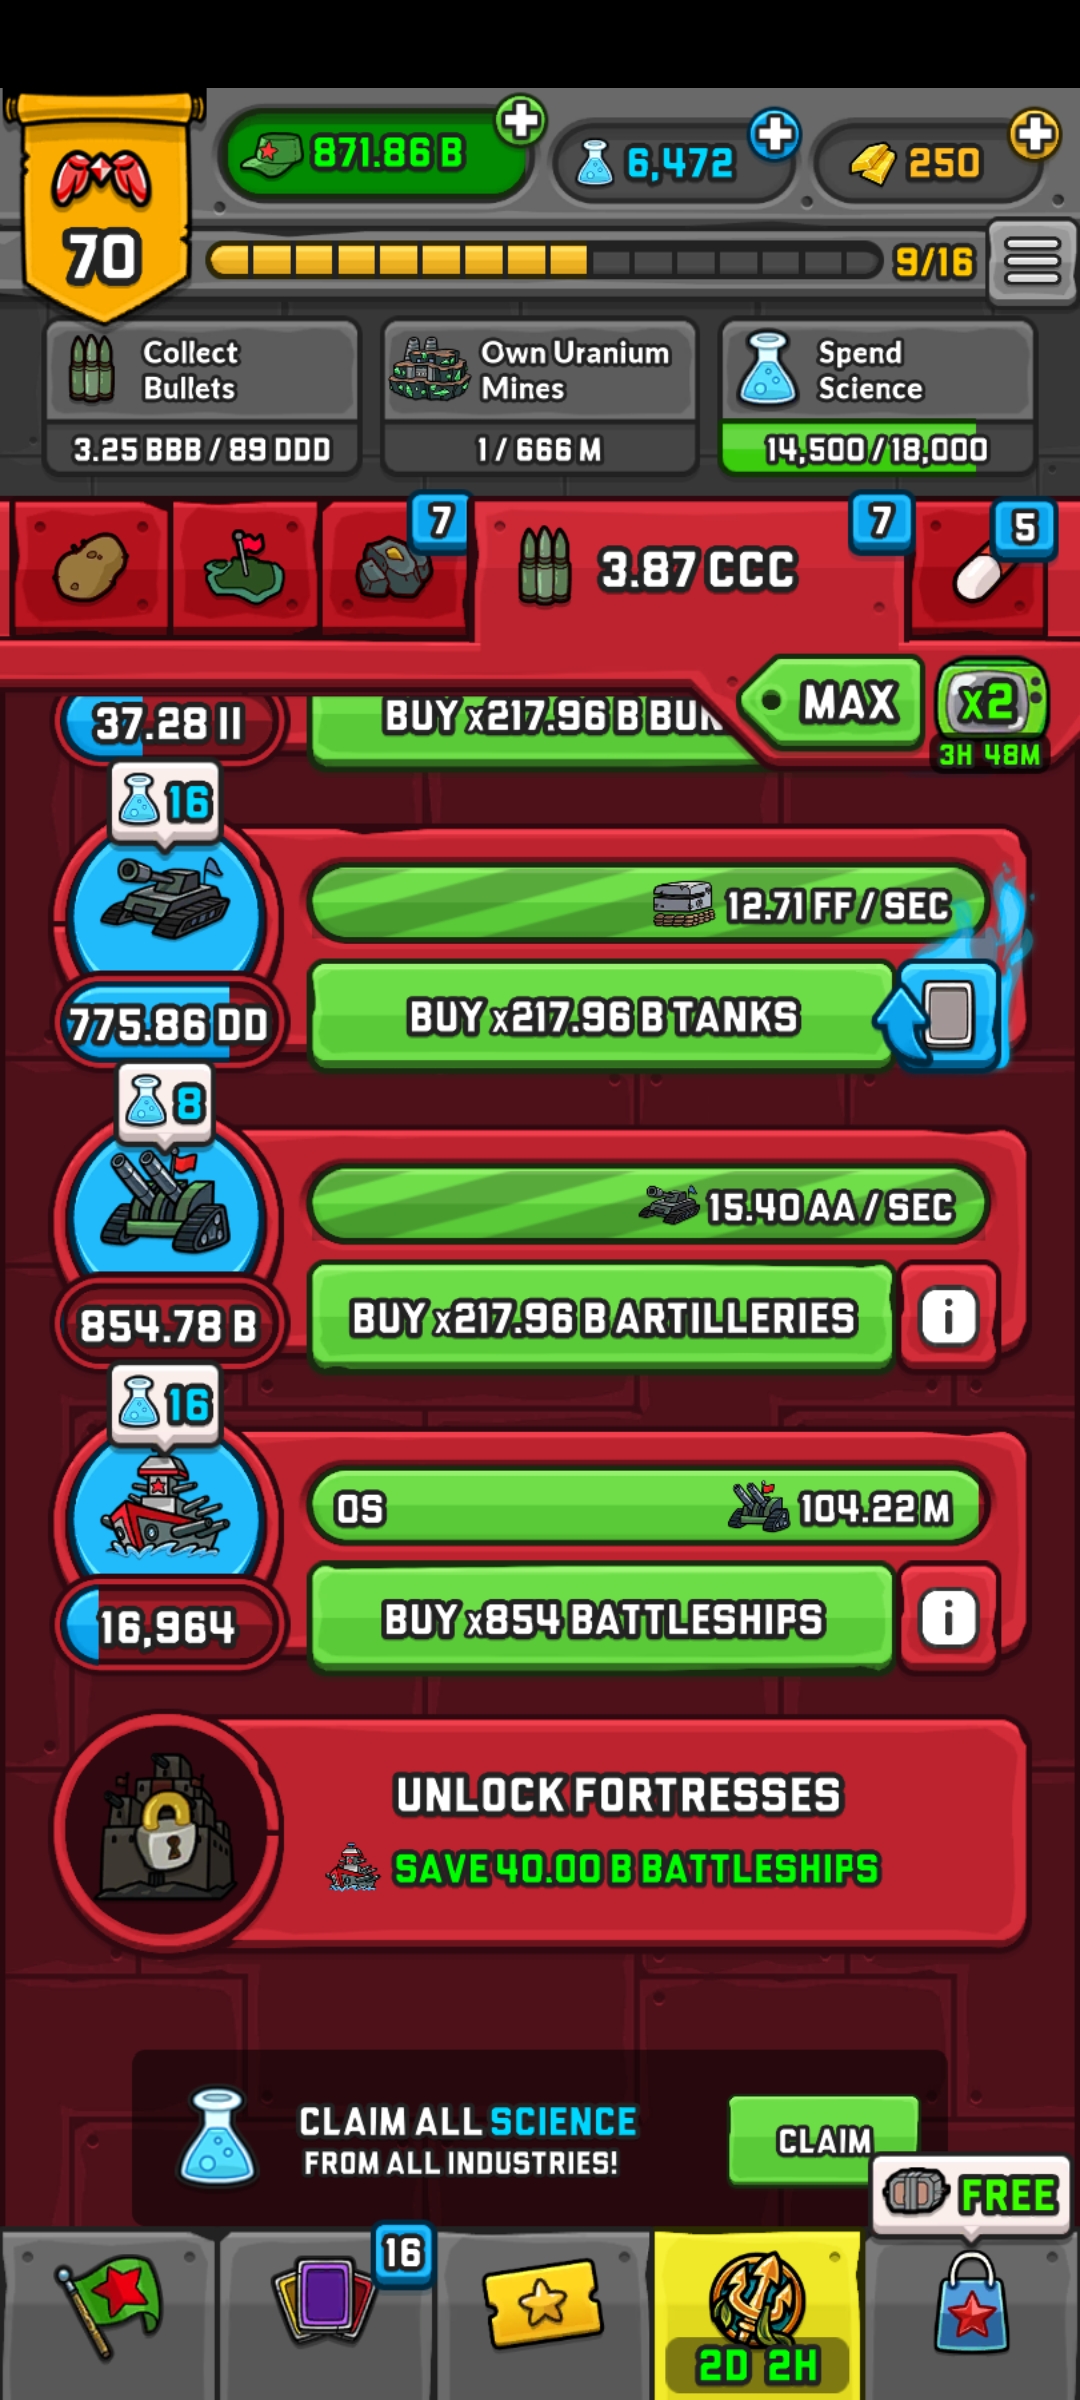 871.86 B
6,472
250
70
9/16
Collect
Bullets
3.25 BBB / 89 DDD
Own Uranium
Mines
1 / 666 M
Spend
Science
14,500/18,000
7
3.87 CCC
7
5
MAX
x2
3H 48M
37.28 II
BUY x217.96 B
16
12.71 FF / SEC
775.86 DD
BUY x217.96 B TANKS
8
15.40 AA / SEC
854.78 B
BUY x217.96 B ARTILLERIES
i
16
0S
104.22 M
16,964
BUY x854 BATTLESHIPS
i
UNLOCK FORTRESSES
SAVE 40.00 B BATTLESHIPS
CLAIM ALL SCIENCE
FROM ALL INDUSTRIES!
CLAIM
FREE
16
2D 2H